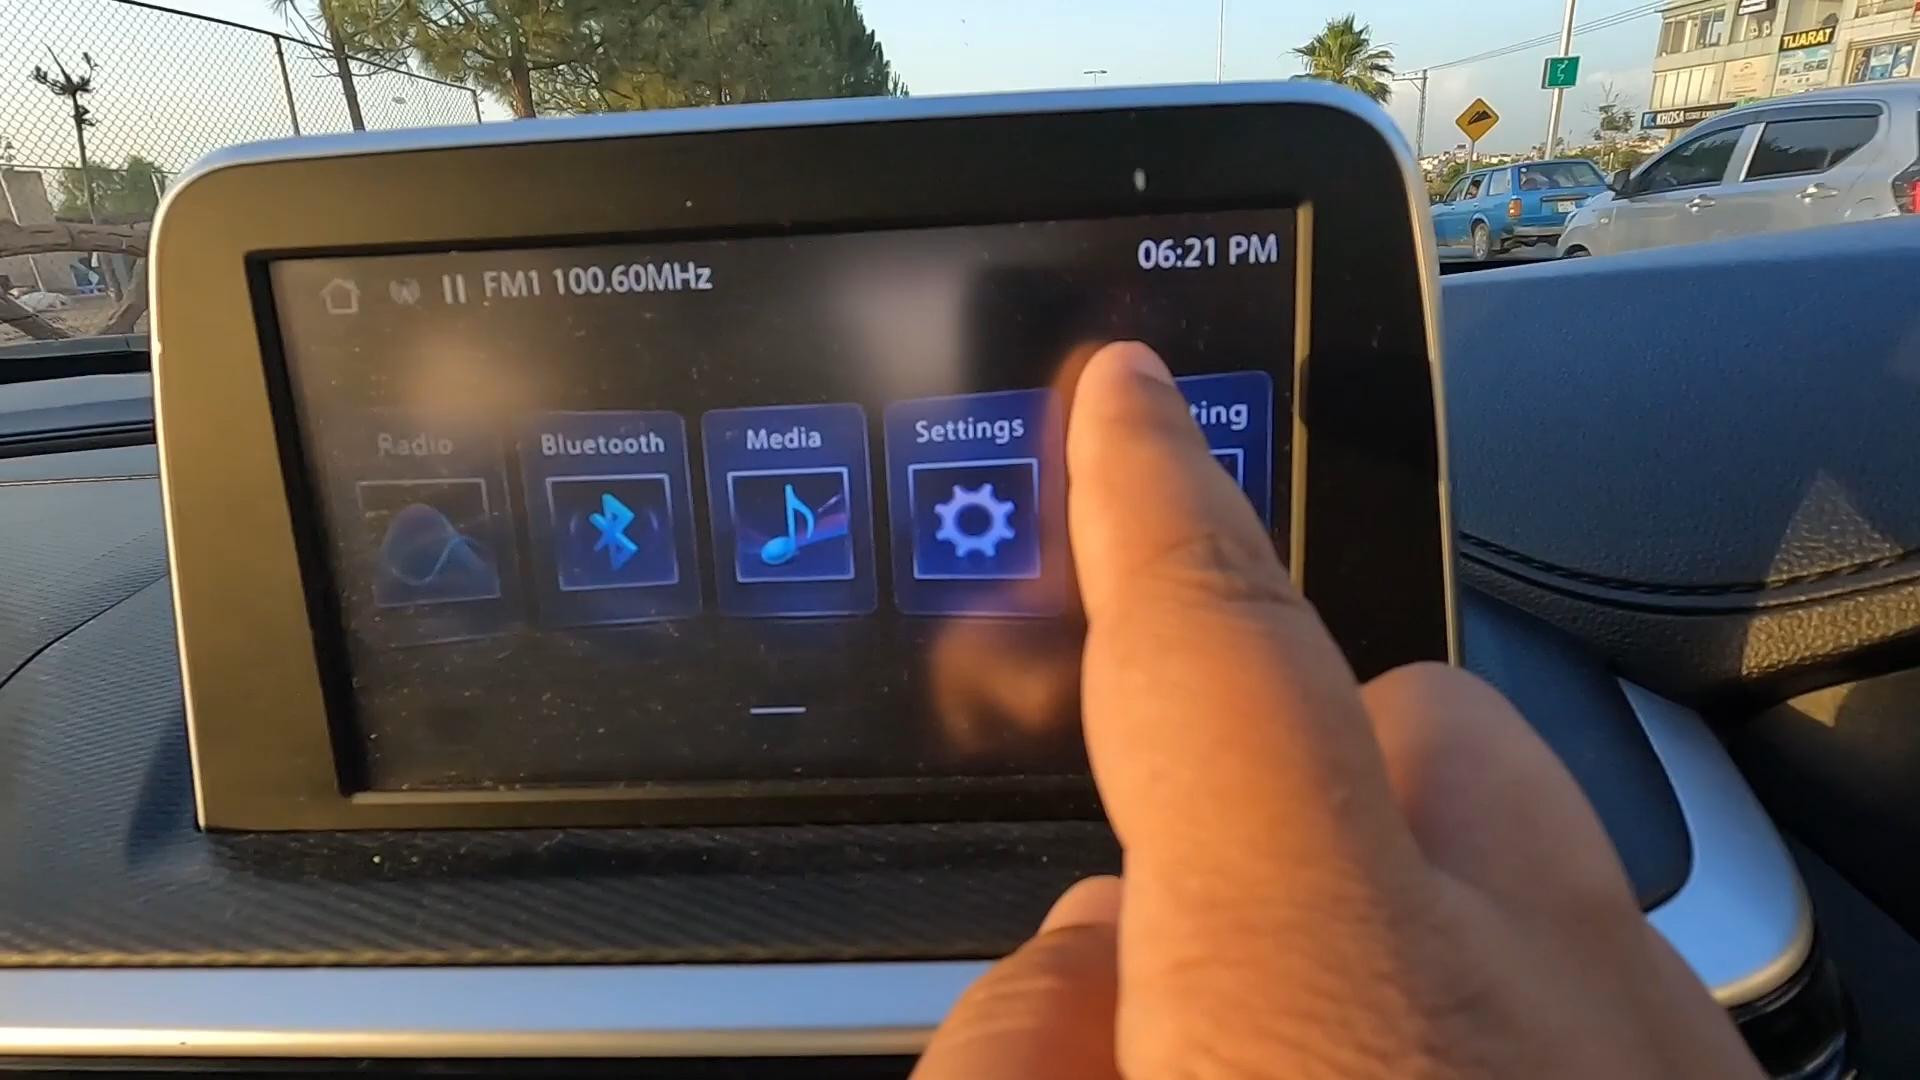 TIJARAT
KHOSA
FM1 100.60MHz
06:21 PM
Radio
Bluetooth
Media
Settings
ting